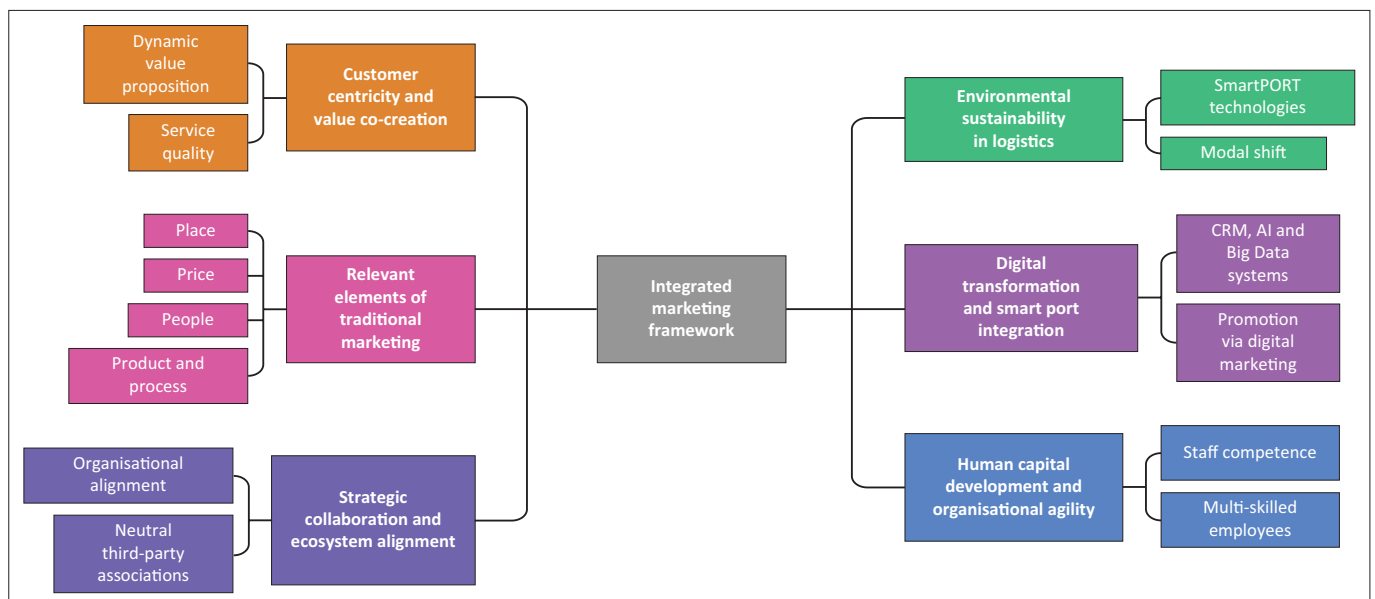 Dynamic
value
proposition
Service
quality
Customer
centricity and
value co-creation
Place
Price
People
Product and
process
Relevant
elements of
traditional
marketing
Organisational
alignment
Neutral
third-party
associations
Strategic
collaboration and
ecosystem alignment
Integrated
marketing
framework
Environmental
sustainability
in logistics
SmartPORT
technologies
Modal shift
Digital
transformation
and smart port
integration
CRM, AI and
Big Data
systems
Promotion
via digital
marketing
Human capital
development and
organisational agility
Staff competence
Multi-skilled
employees